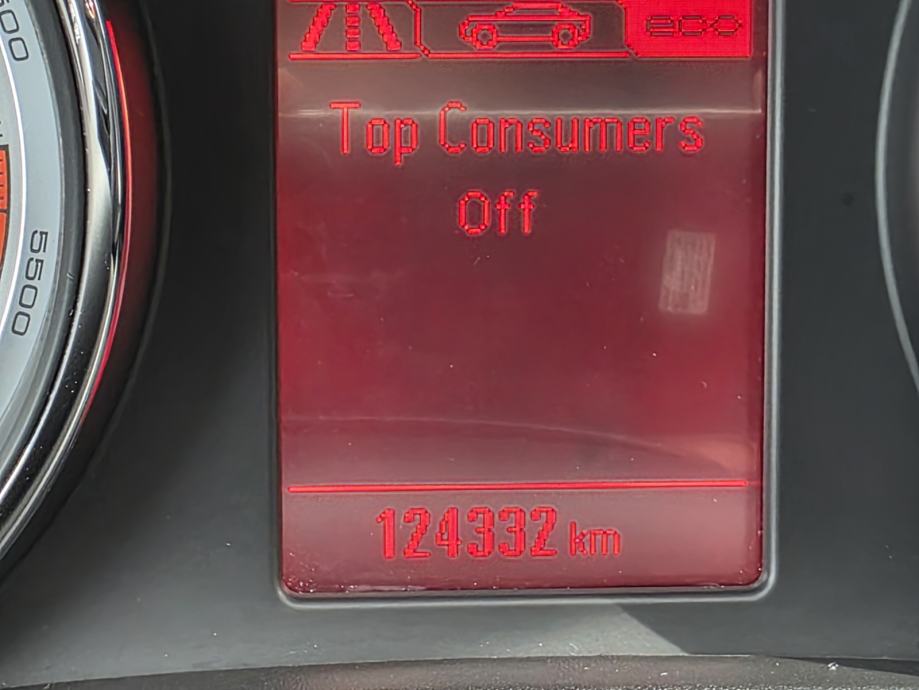 eco
Top Consumers
Off
5500
124332 km